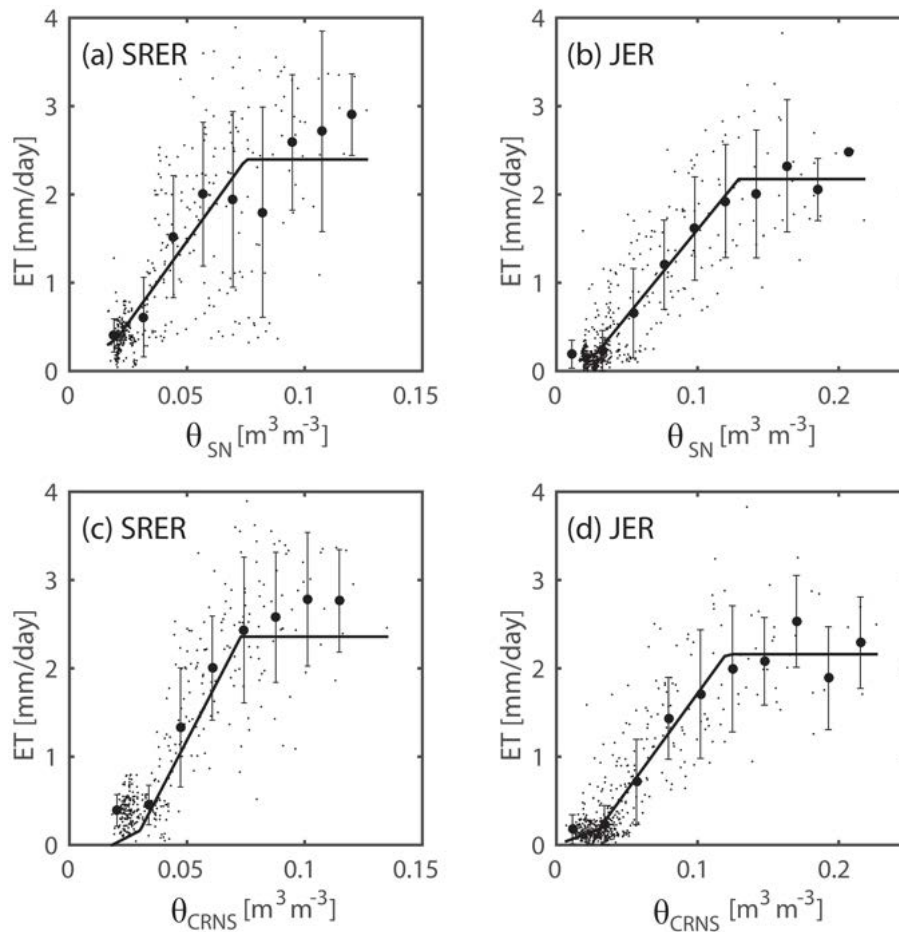 (a) SRER
ET [mm/day]
4
3
2
1
0
0
0.05
0.1
0.15
θ SN [m³ m⁻³]
(b) JER
ET [mm/day]
4
3
2
1
0
0
0.1
0.2
θ SN [m³ m⁻³]
(c) SRER
ET [mm/day]
4
3
2
1
0
0
0.05
0.1
0.15
θ CRNS [m³ m⁻³]
(d) JER
ET [mm/day]
4
3
2
1
0
0
0.1
0.2
θ CRNS [m³ m⁻³]